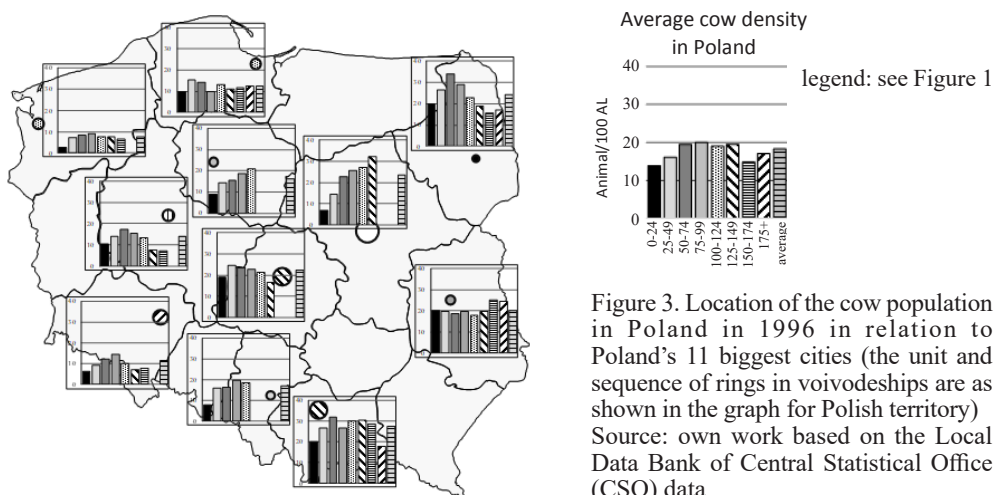 Average cow density
in Poland
legend: see Figure 1
Animal/100 AL
40
30
20
10
0
0-24
25-49
50-74
75-99
100-124
125-149
150-174
175+
average
Figure 3. Location of the cow population
in Poland in 1996 in relation to
Poland’s 11 biggest cities (the unit and
sequence of rings in voivodeships are as
shown in the graph for Polish territory)
Source: own work based on the Local
Data Bank of Central Statistical Office
(CSO) data